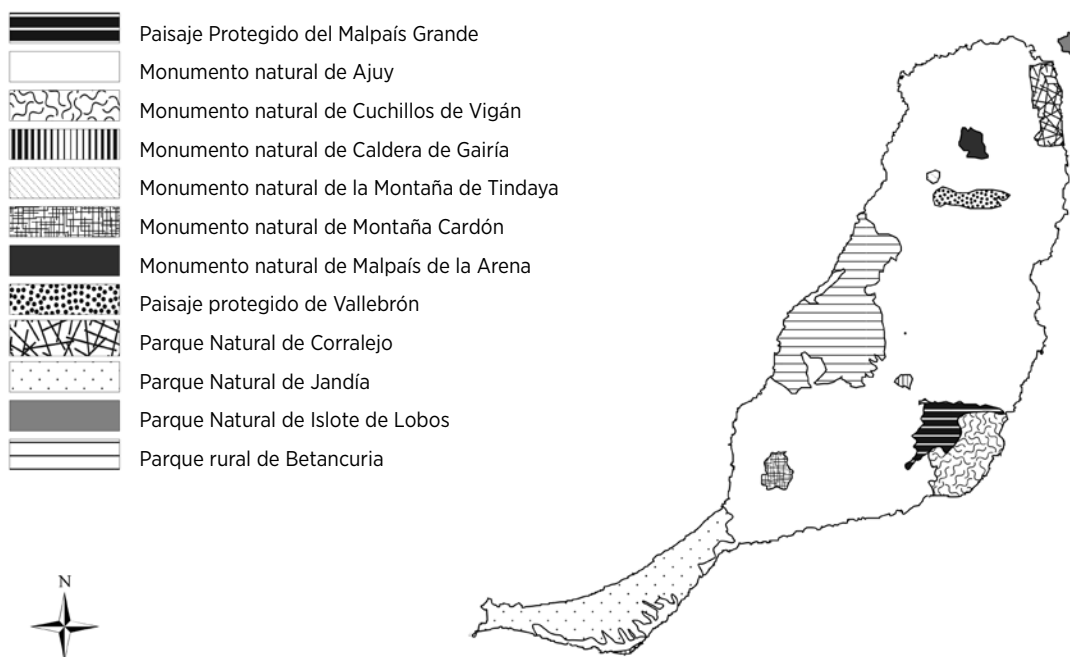 Paisaje Protegido del Malpaís Grande
Monumento natural de Ajuy
Monumento natural de Cuchillos de Vigán
Monumento natural de Caldera de Gairía
Monumento natural de la Montaña de Tindaya
Monumento natural de Montaña Cardón
Monumento natural de Malpaís de la Arena
Paisaje protegido de Vallebrón
Parque Natural de Corralejo
Parque Natural de Jandía
Parque Natural de Islote de Lobos
Parque rural de Betancuria
N